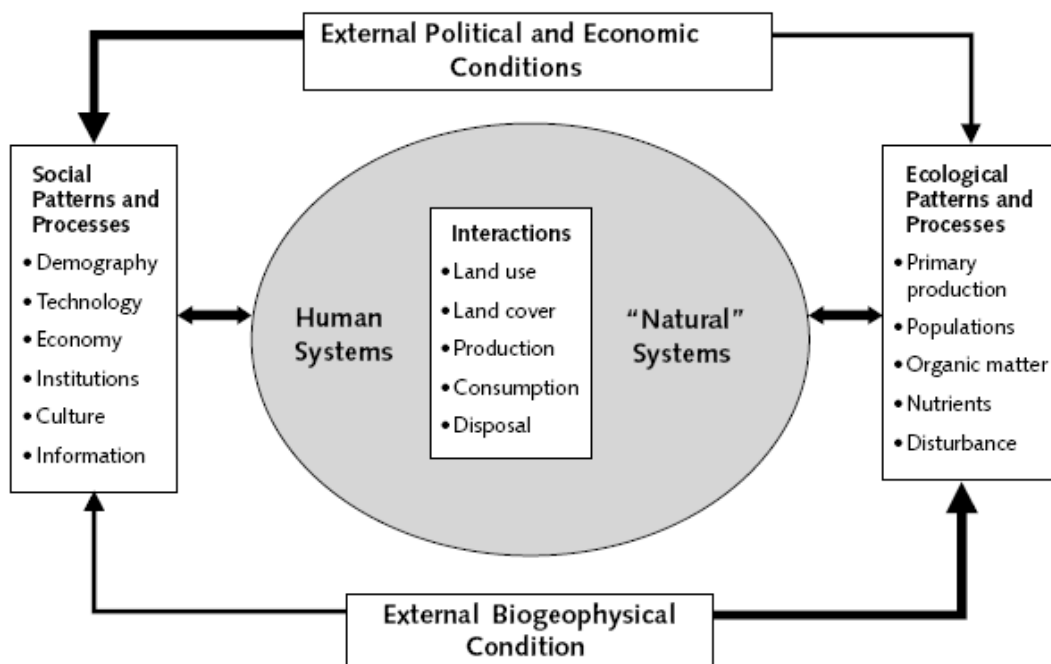 External Political and Economic
Conditions
Social
Patterns and
Processes
• Demography
• Technology
• Economy
• Institutions
• Culture
• Information
Human
Systems
Interactions
• Land use
• Land cover
• Production
• Consumption
• Disposal
“Natural”
Systems
Ecological
Patterns and
Processes
• Primary
production
• Populations
• Organic matter
• Nutrients
• Disturbance
External Biogeophysical
Condition